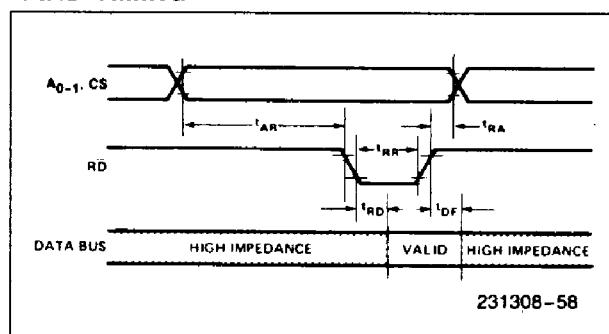 A0-1, CS
tAR
tRA
RD
tRR
tRD
tDF
DATA BUS
HIGH IMPEDANCE
VALID
HIGH IMPEDANCE
231308-58